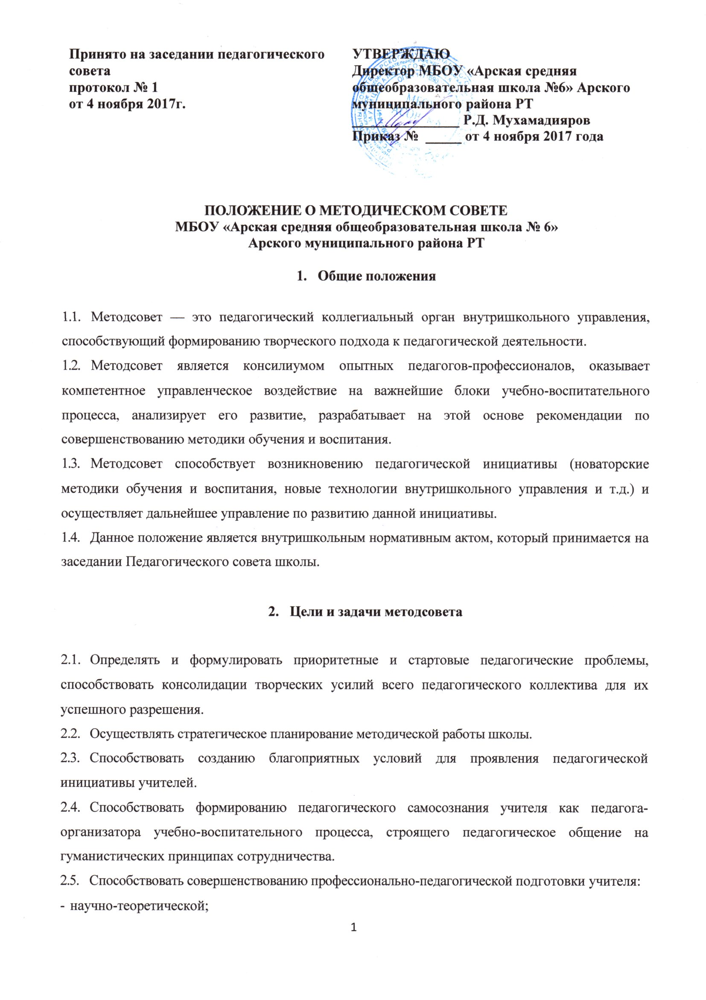 Принято на заседании педагогического
совета
протокол № 1
от 4 ноября 2017г.
УТВЕРЖДАЮ
Директор МБОУ «Арская средняя
общеобразовательная школа №6» Арского
муниципального района РТ
_______________ Р.Д. Мухамадияров
Приказ № _____ от 4 ноября 2017 года
ПОЛОЖЕНИЕ О МЕТОДИЧЕСКОМ СОВЕТЕ
МБОУ «Арская средняя общеобразовательная школа № 6»
Арского муниципального района РТ
1. Общие положения
1.1. Методсовет — это педагогический коллегиальный орган внутришкольного управления,
способствующий формированию творческого подхода к педагогической деятельности.
1.2. Методсовет является консилиумом опытных педагогов-профессионалов, оказывает
компетентное управленческое воздействие на важнейшие блоки учебно-воспитательного
процесса, анализирует его развитие, разрабатывает на этой основе рекомендации по
совершенствованию методики обучения и воспитания.
1.3. Методсовет способствует возникновению педагогической инициативы (новаторские
методики обучения и воспитания, новые технологии внутришкольного управления и т.д.) и
осуществляет дальнейшее управление по развитию данной инициативы.
1.4. Данное положение является внутришкольным нормативным актом, который принимается на
заседании Педагогического совета школы.
2. Цели и задачи методсовета
2.1. Определять и формулировать приоритетные и стартовые педагогические проблемы,
способствовать консолидации творческих усилий всего педагогического коллектива для их
успешного разрешения.
2.2. Осуществлять стратегическое планирование методической работы школы.
2.3. Способствовать созданию благоприятных условий для проявления педагогической
инициативы учителей.
2.4. Способствовать формированию педагогического самосознания учителя как педагога-
организатора учебно-воспитательного процесса, строящего педагогическое общение на
гуманистических принципах сотрудничества.
2.5. Способствовать совершенствованию профессионально-педагогической подготовки учителя:
- научно-теоретической;
1